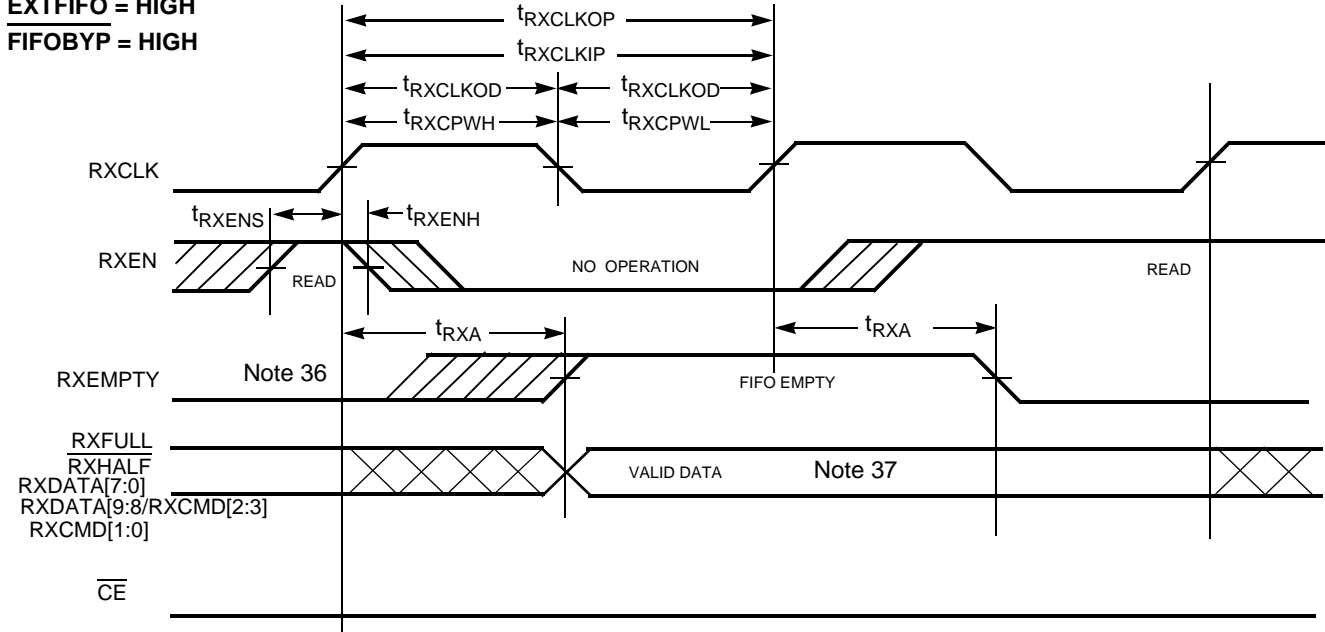 EXTFIFO = HIGH
FIFOBYP = HIGH
tRXCLKOP
tRXCLKIP
tRXCLKOD tRXCLKOD
tRXCPWH tRXCPWL
RXCLK
tRXENS tRXENH
RXEN READ NO OPERATION READ
tRXA tRXA
RXEMPTY Note 36 FIFO EMPTY
RXFULL
RXHALF
RXDATA[7:0] VALID DATA Note 37
RXDATA[9:8/RXCMD[2:3]
RXCMD[1:0]
CE